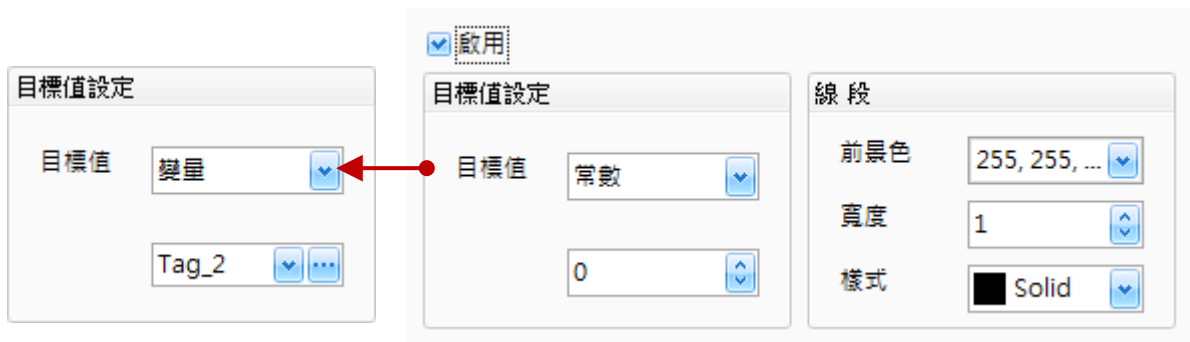 啟用
目標值設定
目標值
變量
Tag_2
目標值設定
目標值
常數
0
線 段
前景色
255, 255, ...
寬度
1
樣式
Solid